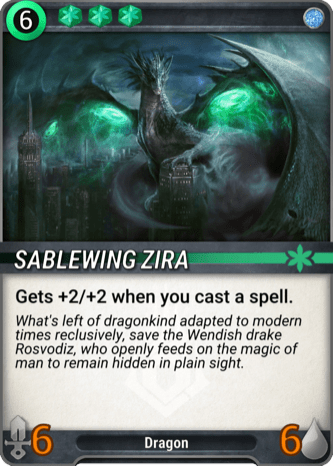 6
SABLEWING ZIRA
Gets +2/+2 when you cast a spell.
What's left of dragonkind adapted to modern
times reclusively, save the Wendish drake
Rosvodiz, who openly feeds on the magic of
man to remain hidden in plain sight.
6 Dragon 6